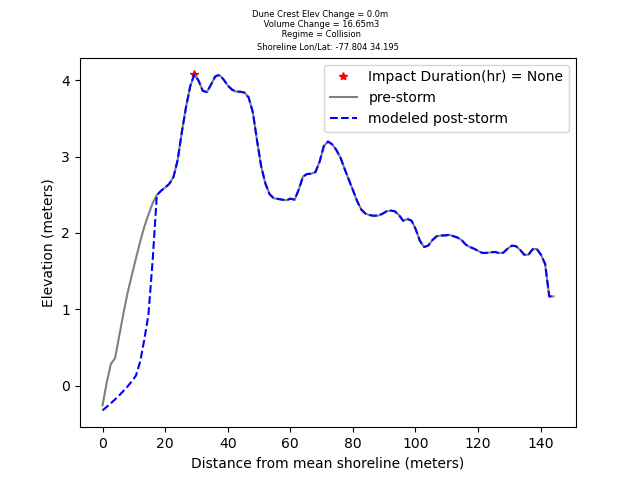 Dune Crest Elev Change = 0.0m
Volume Change = 16.65m3
Regime = Collision
Shoreline Lon/Lat: -77.804 34.195
Impact Duration(hr) = None
pre-storm
modeled post-storm
Elevation (meters)
4
3
2
1
0
0 20 40 60 80 100 120 140
Distance from mean shoreline (meters)